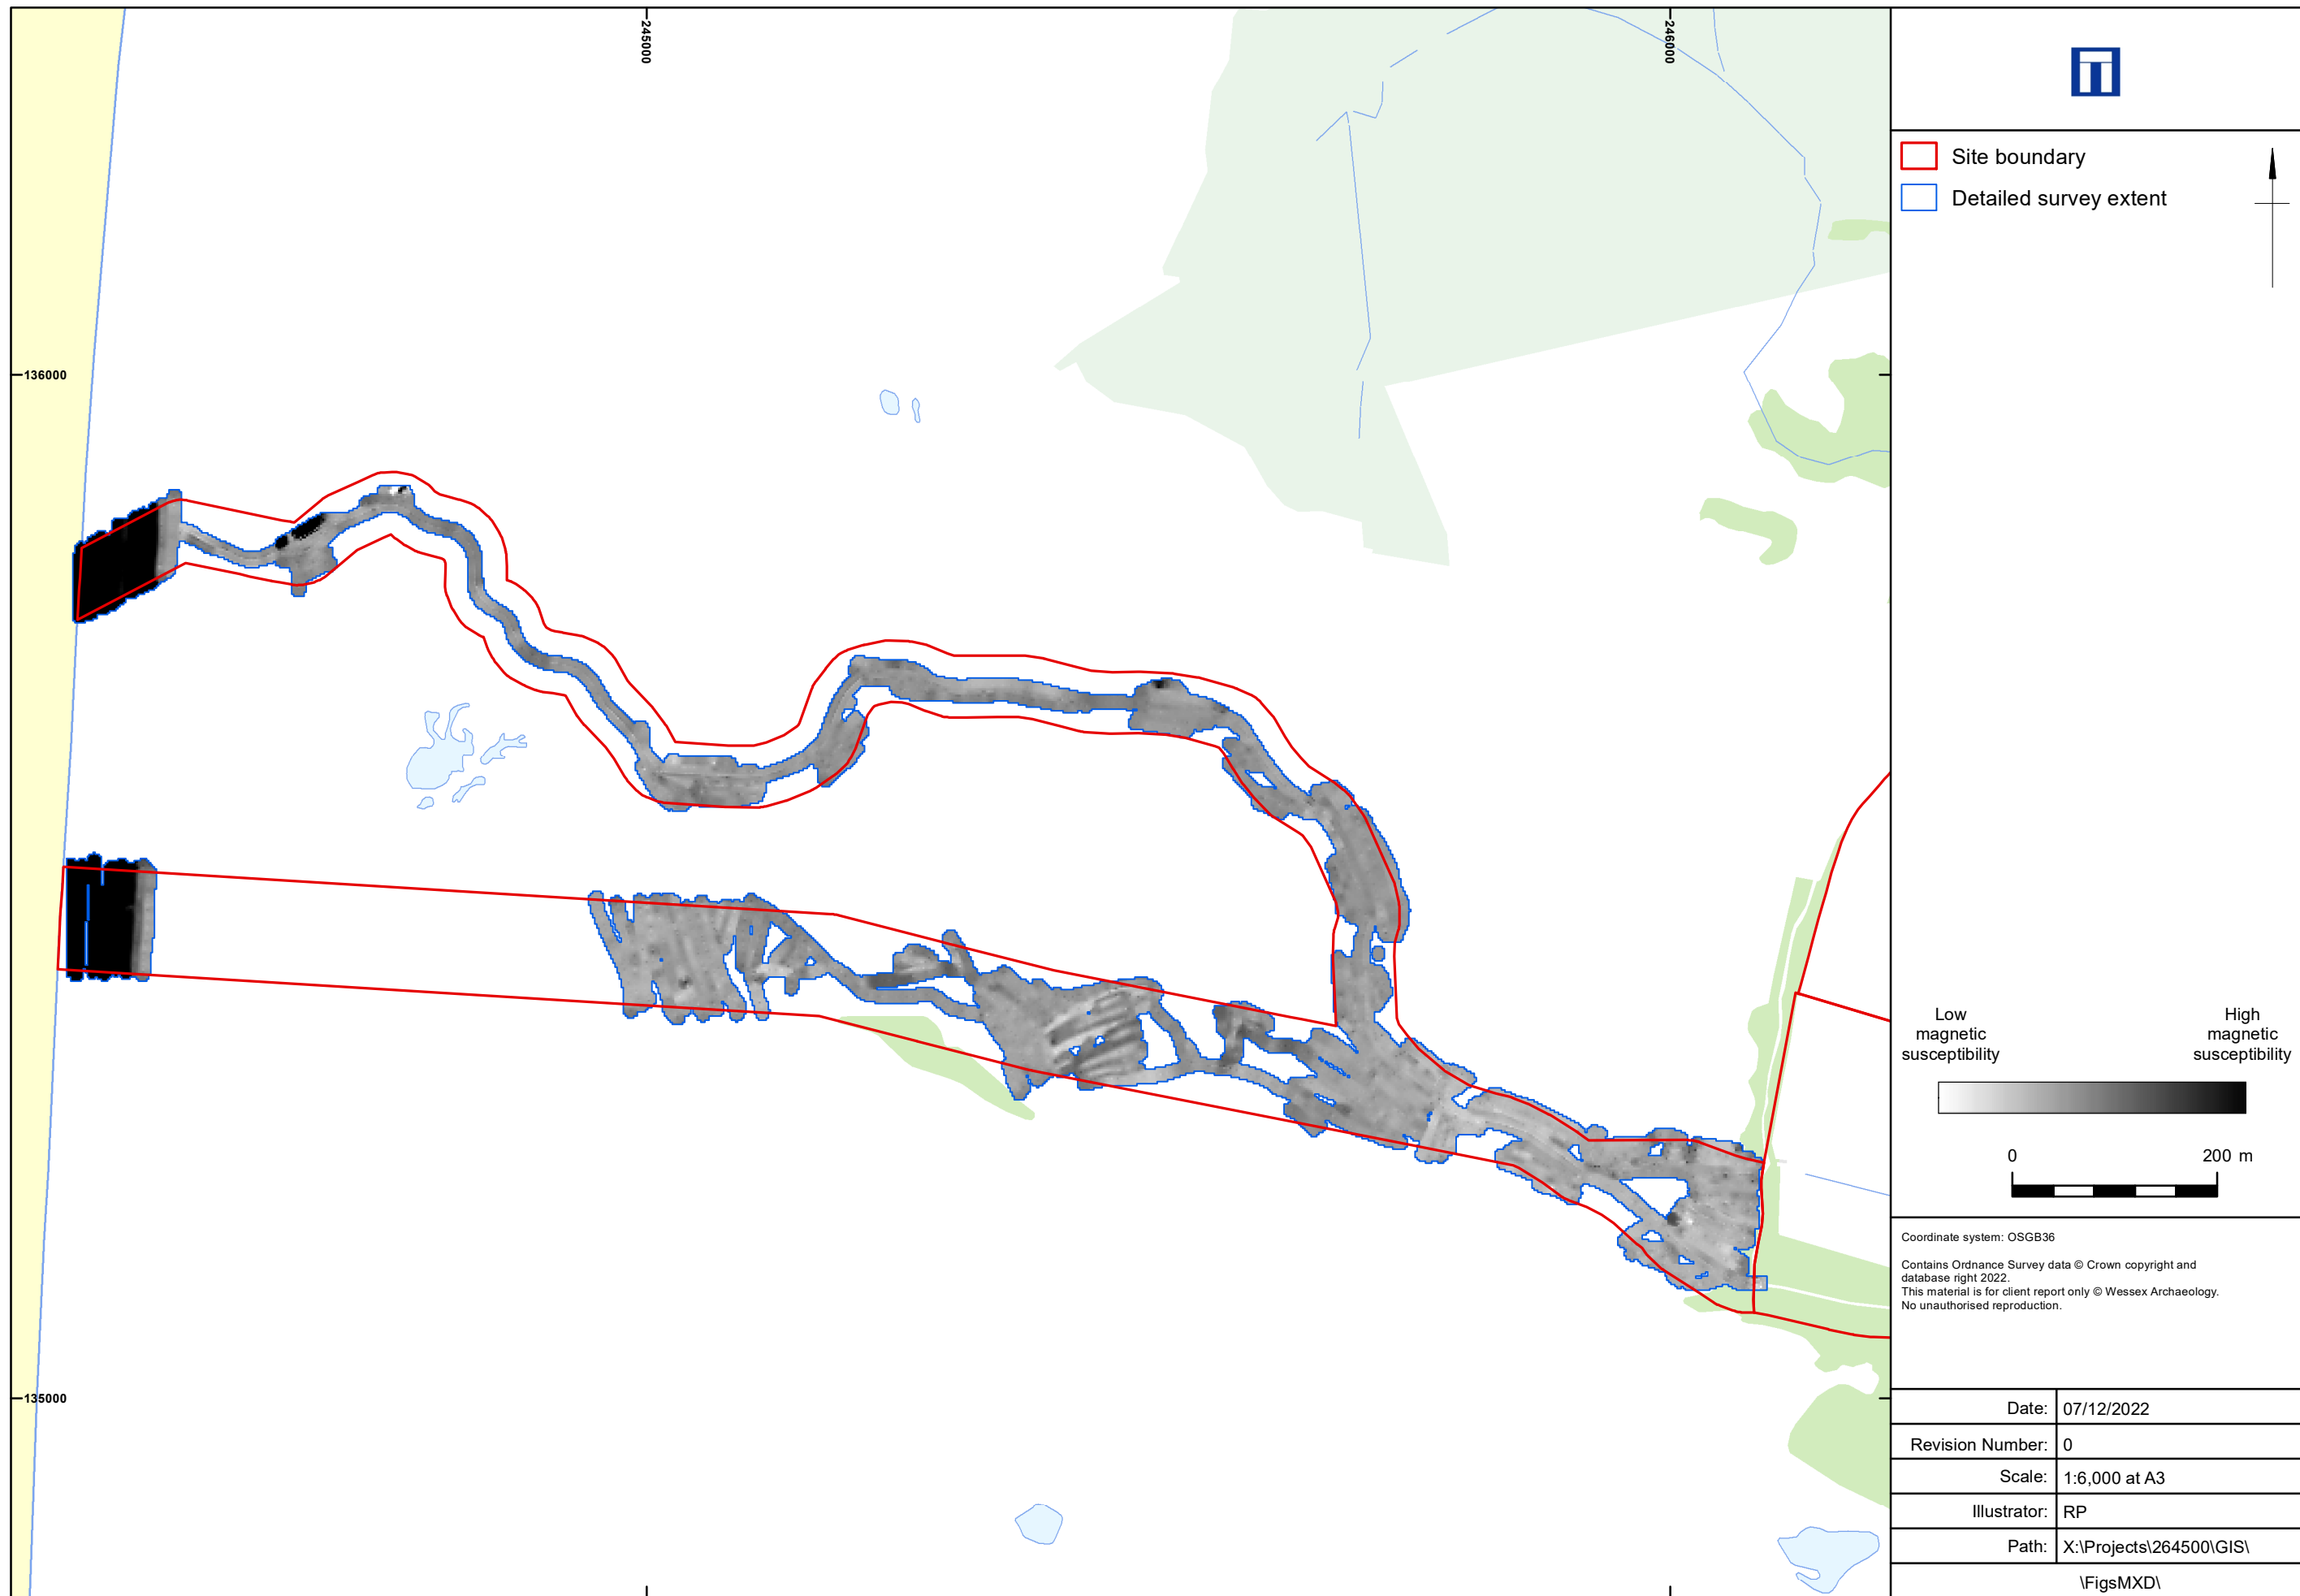 245000
246000
136000
135000
Site boundary
Detailed survey extent
Low
magnetic
susceptibility
High
magnetic
susceptibility
0 200 m
Coordinate system: OSGB36
Contains Ordnance Survey data © Crown copyright and
database right 2022.
This material is for client report only © Wessex Archaeology.
No unauthorised reproduction.
Date: 07/12/2022
Revision Number: 0
Scale: 1:6,000 at A3
Illustrator: RP
Path: X:\Projects\264500\GIS\
\FigsMXD\